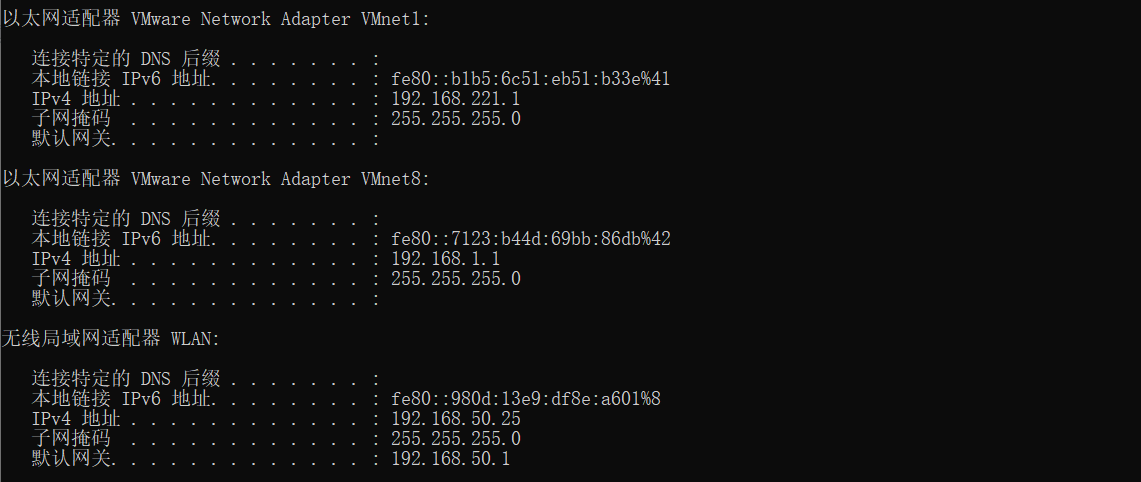 以太网适配器 VMware Network Adapter VMnet1:
连接特定的 DNS 后缀 . . . . . . . :
本地链接 IPv6 地址. . . . . . . . : fe80::b1b5:6c51:eb51:b33e%41
IPv4 地址 . . . . . . . . . . . . : 192.168.221.1
子网掩码  . . . . . . . . . . . . : 255.255.255.0
默认网关. . . . . . . . . . . . . :
以太网适配器 VMware Network Adapter VMnet8:
连接特定的 DNS 后缀 . . . . . . . :
本地链接 IPv6 地址. . . . . . . . : fe80::7123:b44d:69bb:86db%42
IPv4 地址 . . . . . . . . . . . . : 192.168.1.1
子网掩码  . . . . . . . . . . . . : 255.255.255.0
默认网关. . . . . . . . . . . . . :
无线局域网适配器 WLAN:
连接特定的 DNS 后缀 . . . . . . . :
本地链接 IPv6 地址. . . . . . . . : fe80::980d:13e9:df8e:a601%8
IPv4 地址 . . . . . . . . . . . . : 192.168.50.25
子网掩码  . . . . . . . . . . . . : 255.255.255.0
默认网关. . . . . . . . . . . . . : 192.168.50.1